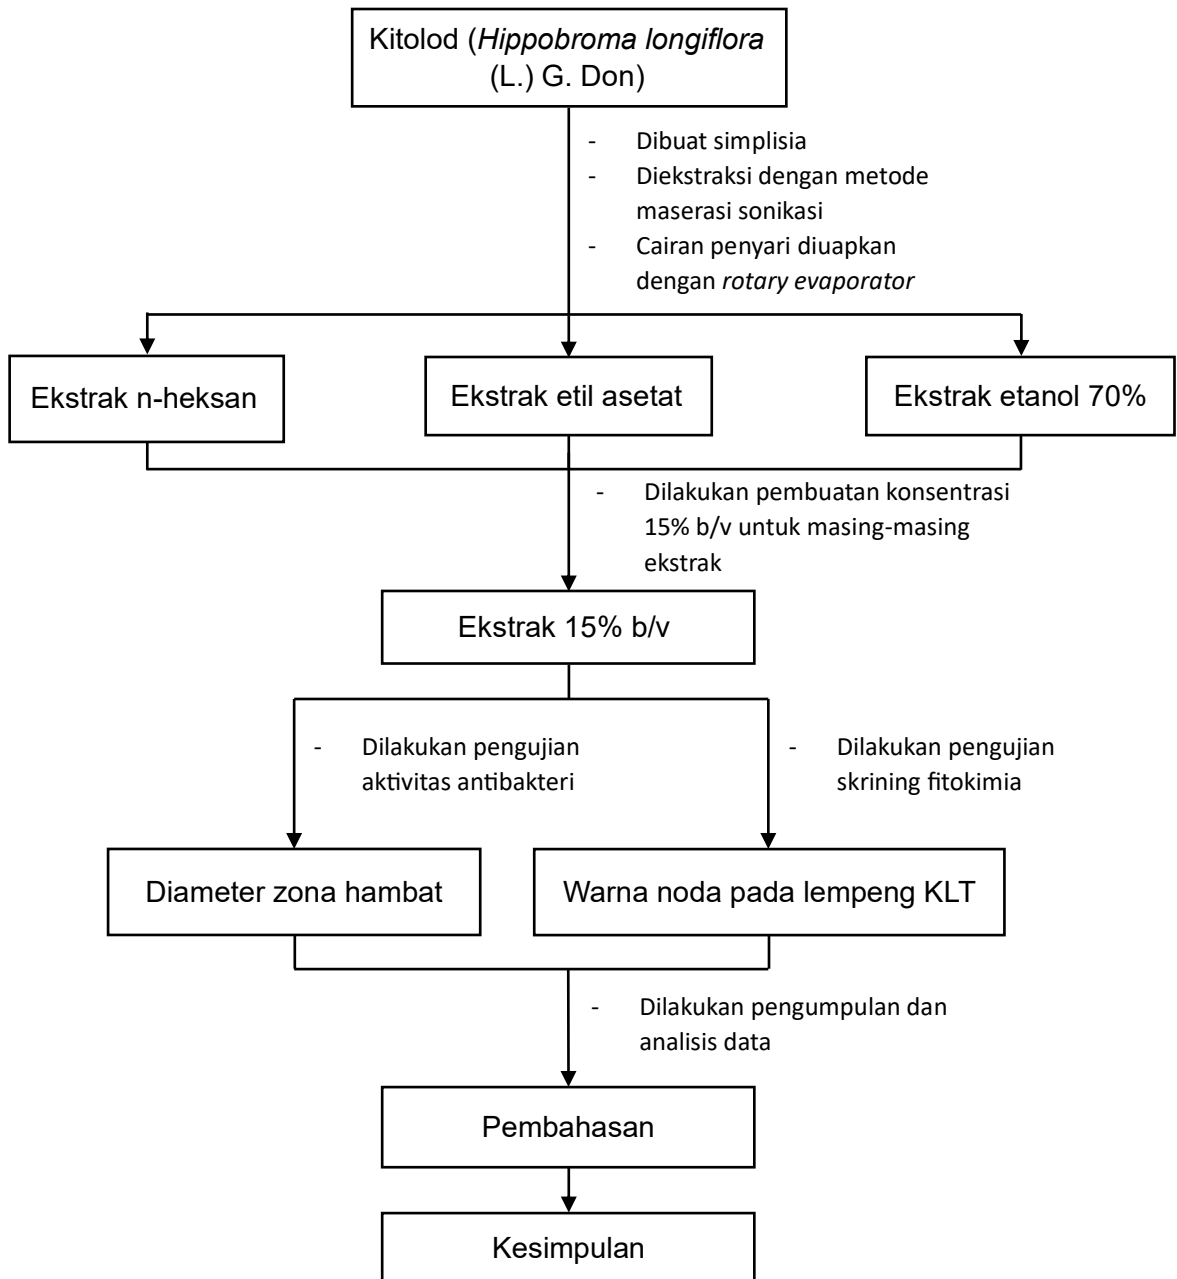 Kitolod (Hippobroma longiflora
(L.) G. Don)
- Dibuat simplisia
- Diekstraksi dengan metode
maserasi sonikasi
- Cairan penyari diuapkan
dengan rotary evaporator
Ekstrak n-heksan
Ekstrak etil asetat
Ekstrak etanol 70%
- Dilakukan pembuatan konsentrasi
15% b/v untuk masing-masing
ekstrak
Ekstrak 15% b/v
- Dilakukan pengujian
aktivitas antibakteri
- Dilakukan pengujian
skrining fitokimia
Diameter zona hambat
Warna noda pada lempeng KLT
- Dilakukan pengumpulan dan
analisis data
Pembahasan
Kesimpulan